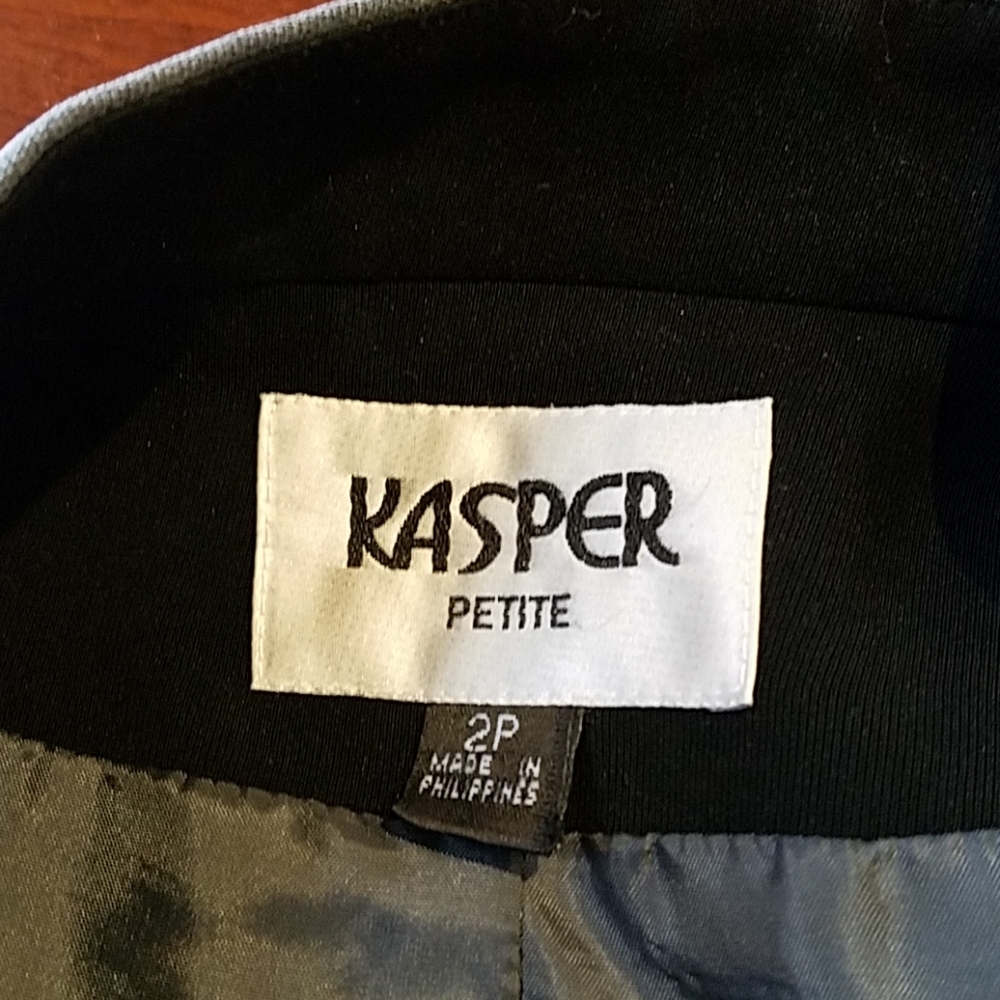 KASPER
PETITE
2P
MADE IN
PHILIPPINES